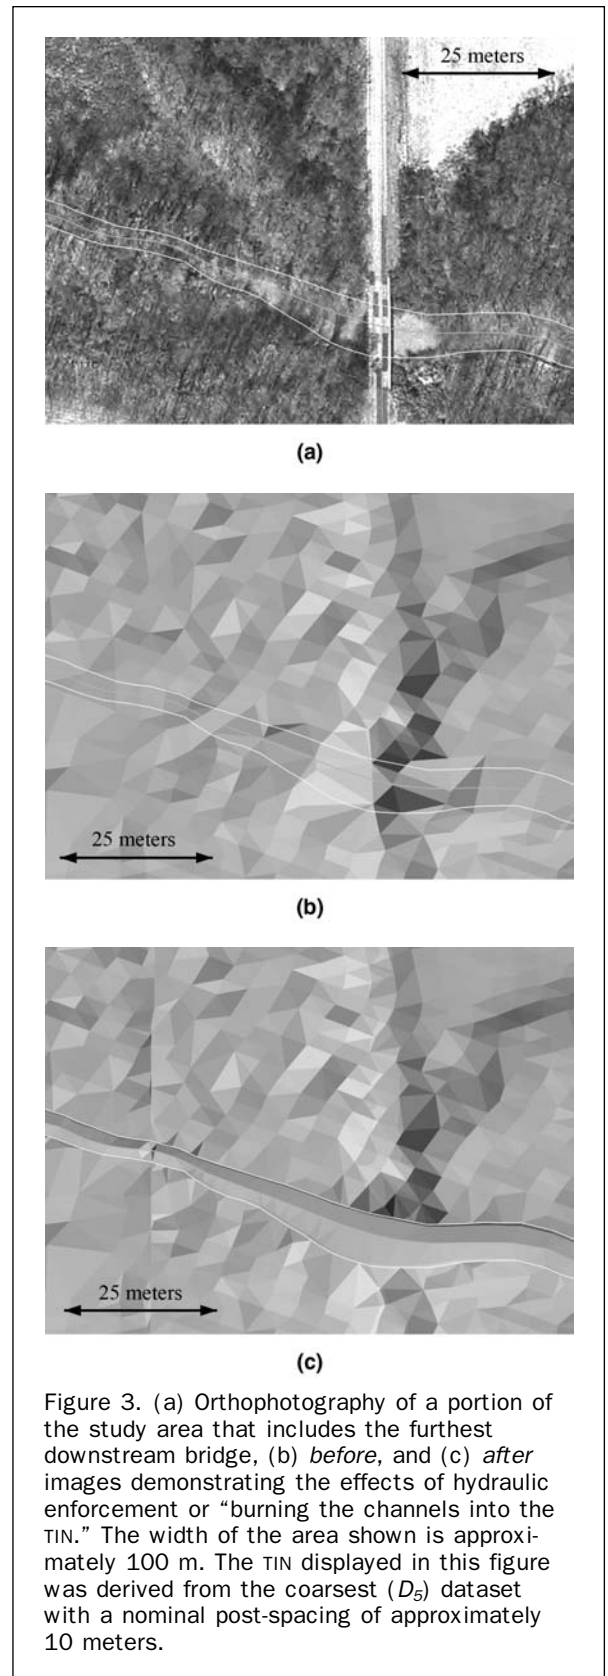 25 meters
(a)
25 meters
(b)
25 meters
(c)
Figure 3. (a) Orthophotography of a portion of
the study area that includes the furthest
downstream bridge, (b) before, and (c) after
images demonstrating the effects of hydraulic
enforcement or “burning the channels into the
TIN.” The width of the area shown is approxi-
mately 100 m. The TIN displayed in this figure
was derived from the coarsest (D5) dataset
with a nominal post-spacing of approximately
10 meters.